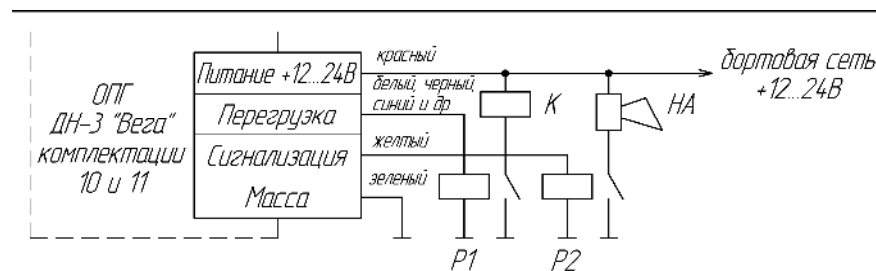 ОПГ
ДН-3 "Вега"
комплектации
10 и 11
Питание +12...24В
Перегрузка
Сигнализация
Масса
красный
белый, черный,
синий и др.
желтый
зеленый
К
НА
бортовая сеть
+12...24В
Р1
Р2